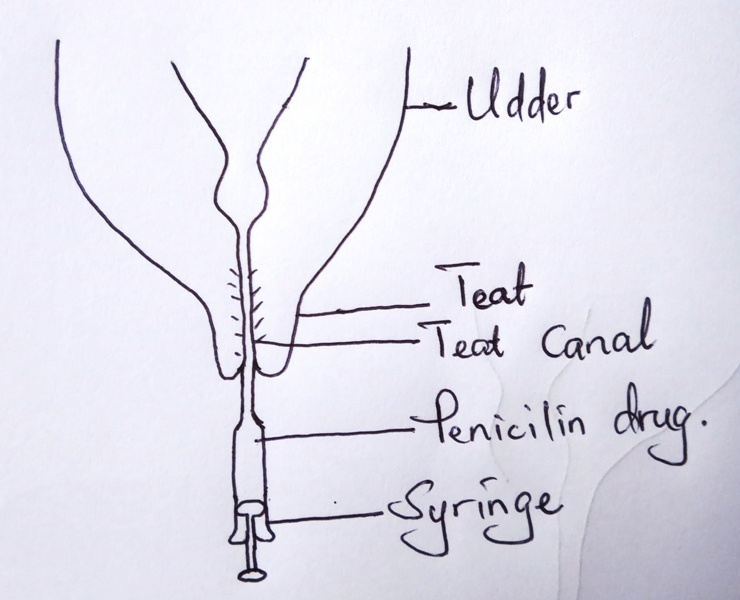 Udder
Teat
Teat Canal
Penicilin drug.
Syringe